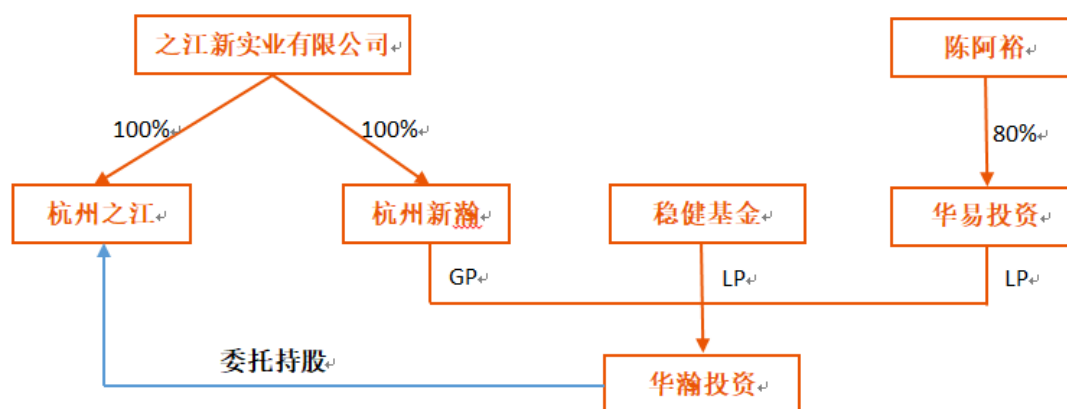 之江新实业有限公司
陈阿裕
100%
100%
80%
杭州之江
杭州新瀚
稳健基金
华易投资
GP
LP
LP
委托持股
华瀚投资